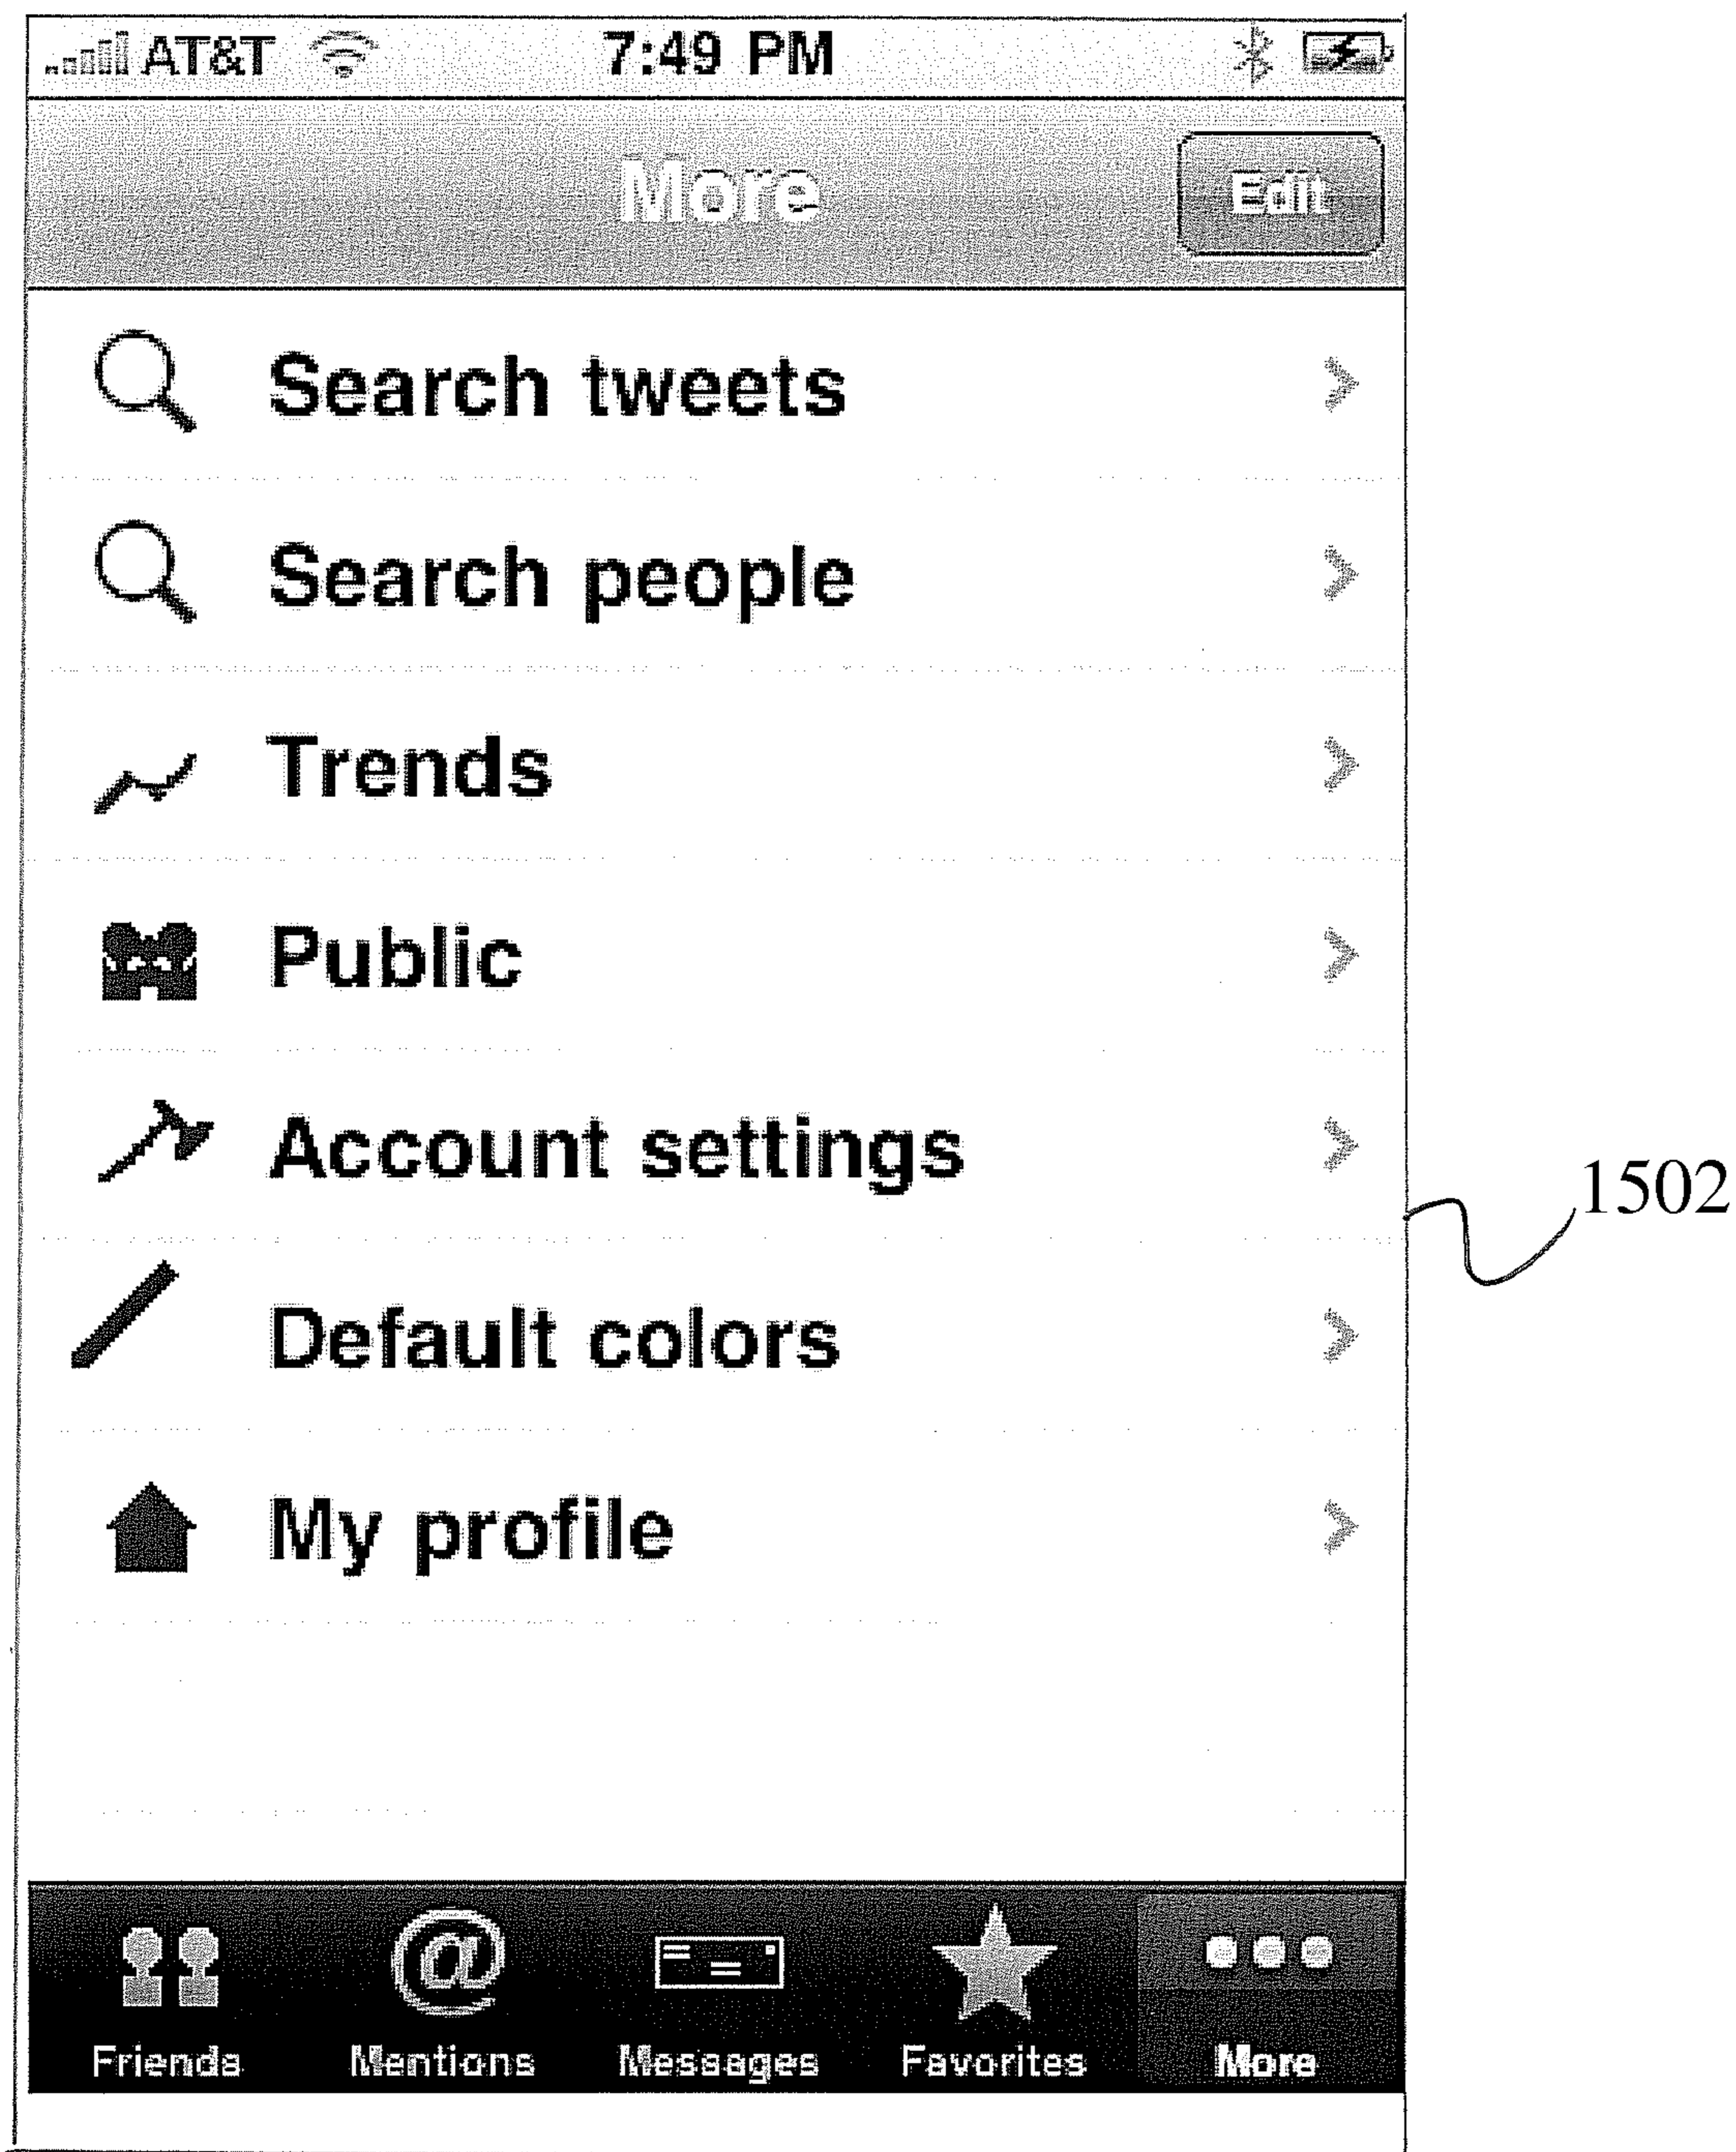 AT&T 7:49 PM
More Edit
Search tweets
Search people
Trends
Public
Account settings
1502
Default colors
My profile
Friends Mentions Messages Favorites More